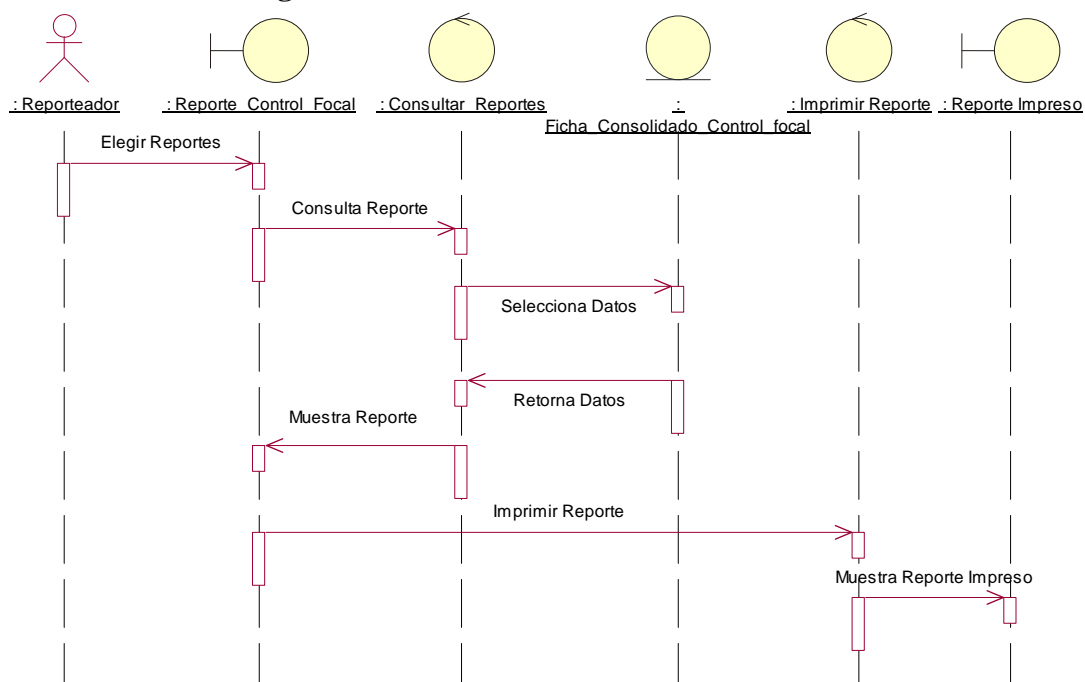 : Reporteador
: Reporte_Control_Focal
: Consultar_Reportes
:
Ficha_Consolidado_Control_focal
: Imprimir Reporte
: Reporte Impreso
Elegir Reportes
Consulta Reporte
Selecciona Datos
Retorna Datos
Muestra Reporte
Imprimir Reporte
Muestra Reporte Impreso